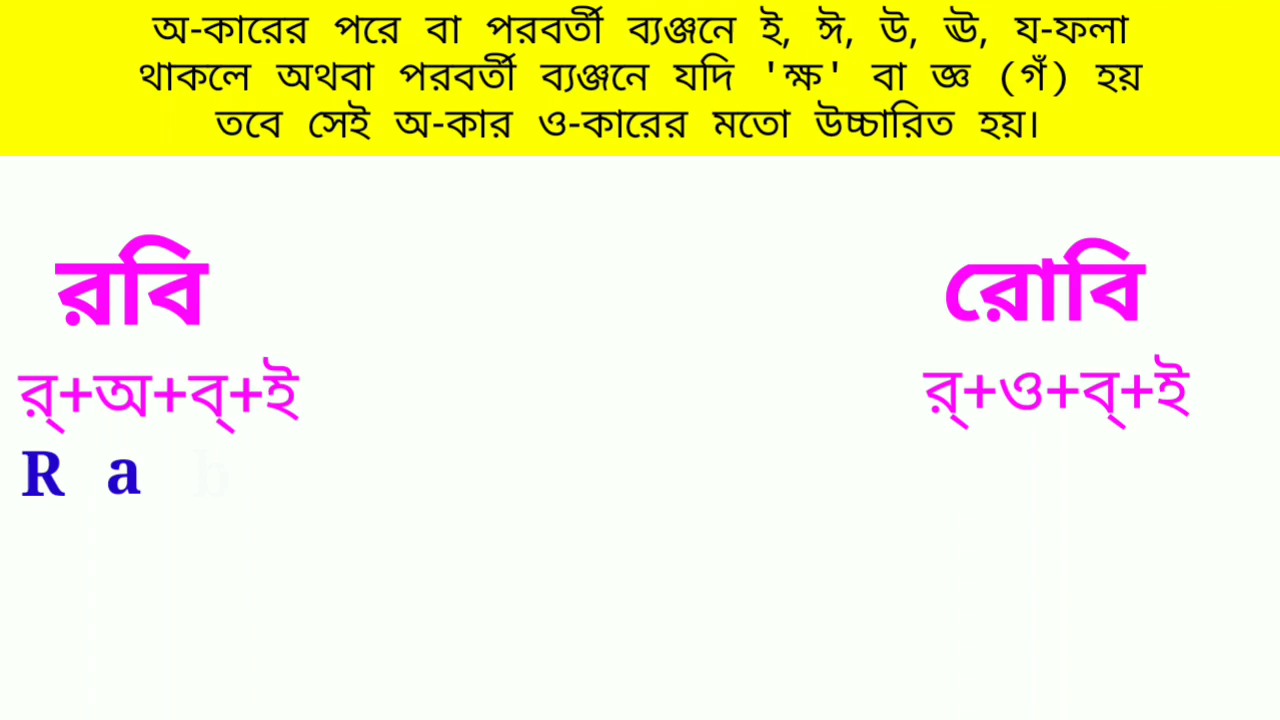 অ-কারের পরে বা পরবর্তী ব্যঞ্জনে ই, ঈ, উ, ঊ, য-ফলা
থাকলে অথবা পরবর্তী ব্যঞ্জনে যদি 'ক্ষ' বা জ্ঞ (গঁ) হয়
তবে সেই অ-কার ও-কারের মতো উচ্চারিত হয়।
রবি রোবি
র্+অ+ব্+ই র্+ও+ব্+ই
R a b